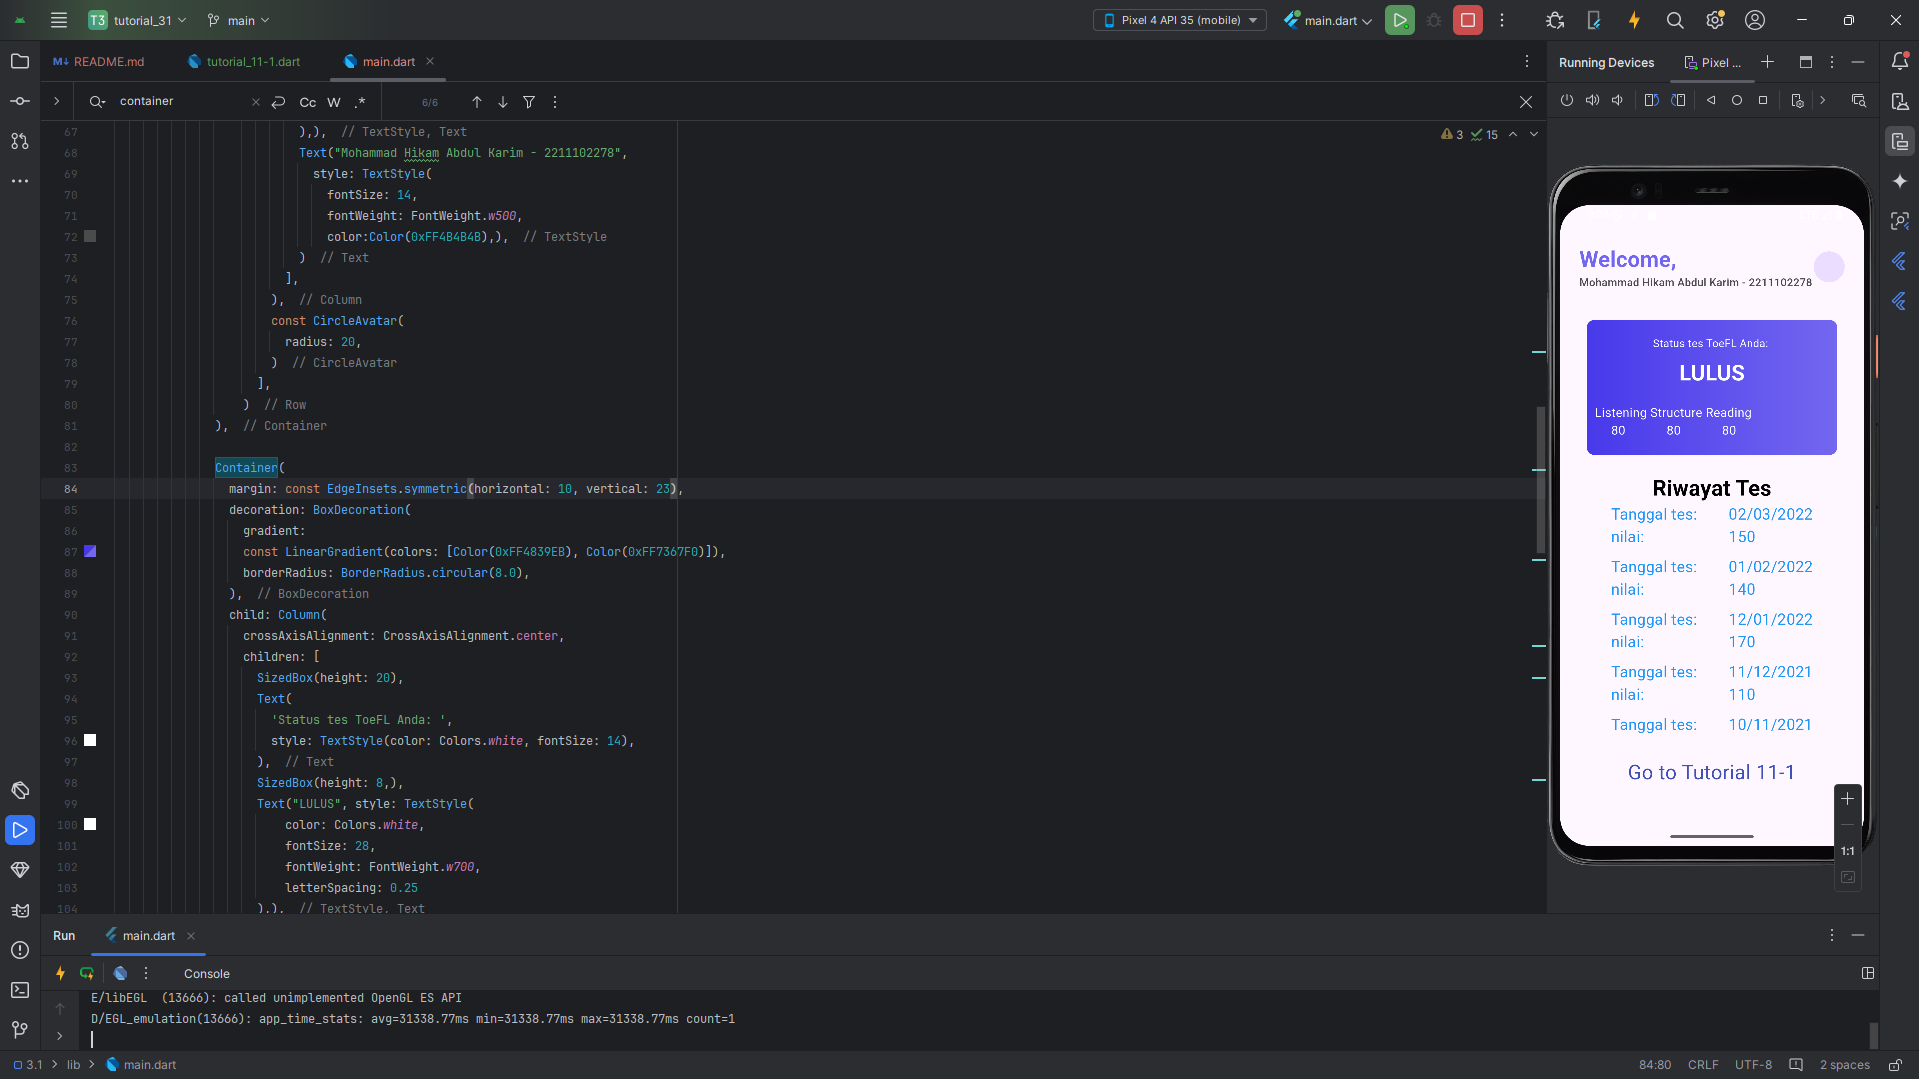 T3 tutorial_31 main Pixel 4 API 35 (mobile) main.dart
M↓ README.md tutorial_11-1.dart main.dart Running Devices Pixel ...
container Cc W .* 6/6
3 15
67 ),), // TextStyle, Text
68 Text("Mohammad Hikam Abdul Karim - 2211102278",
69 style: TextStyle(
70 fontSize: 14,
71 fontWeight: FontWeight.w500,
72 color:Color(0xFF4B4B4B),), // TextStyle
73 ) // Text
74 ],
75 ), // Column
76 const CircleAvatar(
77 radius: 20,
78 ) // CircleAvatar
79 ],
80 ) // Row
81 ), // Container
82
83 Container(
84 margin: const EdgeInsets.symmetric(horizontal: 10, vertical: 23),
85 decoration: BoxDecoration(
86 gradient:
87 const LinearGradient(colors: [Color(0xFF4839EB), Color(0xFF7367F0)]),
88 borderRadius: BorderRadius.circular(8.0),
89 ), // BoxDecoration
90 child: Column(
91 crossAxisAlignment: CrossAxisAlignment.center,
92 children: [
93 SizedBox(height: 20),
94 Text(
95 'Status tes ToeFL Anda: ',
96 style: TextStyle(color: Colors.white, fontSize: 14),
97 ), // Text
98 SizedBox(height: 8,),
99 Text("LULUS", style: TextStyle(
100 color: Colors.white,
101 fontSize: 28,
102 fontWeight: FontWeight.w700,
103 letterSpacing: 0.25
104 ),), // TextStyle, Text
Welcome,
Mohammad Hikam Abdul Karim - 2211102278
Status tes ToeFL Anda:
LULUS
Listening Structure Reading
80 80 80
Riwayat Tes
Tanggal tes: 02/03/2022
nilai: 150
Tanggal tes: 01/02/2022
nilai: 140
Tanggal tes: 12/01/2022
nilai: 170
Tanggal tes: 11/12/2021
nilai: 110
Tanggal tes: 10/11/2021
Go to Tutorial 11-1
1:1
Run main.dart
Console
E/libEGL (13666): called unimplemented OpenGL ES API
D/EGL_emulation(13666): app_time_stats: avg=31338.77ms min=31338.77ms max=31338.77ms count=1
3.1 > lib > main.dart 84:80 CRLF UTF-8 2 spaces